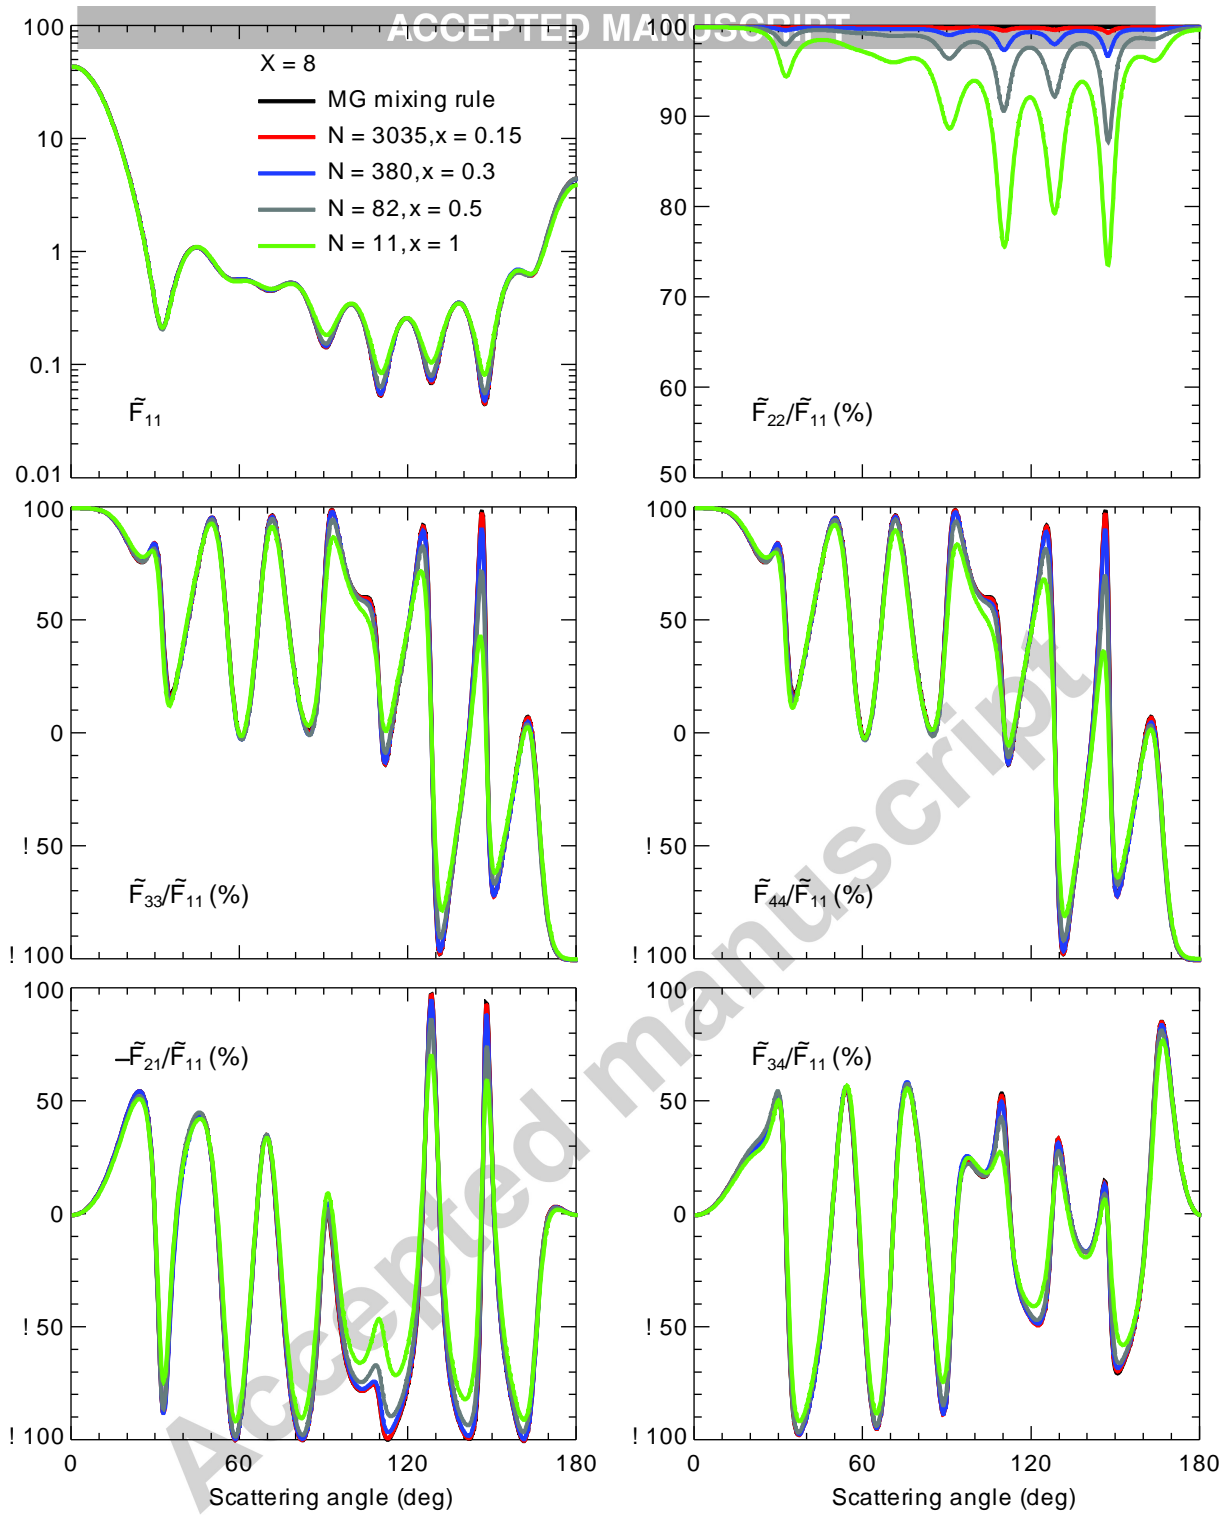 ACCEPTED MANUSCRIPT
X = 8
MG mixing rule
N = 3035, x = 0.15
N = 380, x = 0.3
N = 82, x = 0.5
N = 11, x = 1
100
10
1
0.1
0.01
F̃₁₁
100
90
80
70
60
50
F̃₂₂/F̃₁₁ (%)
100
50
0
! 50
! 100
F̃₃₃/F̃₁₁ (%)
100
50
0
! 50
! 100
F̃₄₄/F̃₁₁ (%)
100
50
0
! 50
! 100
–F̃₂₁/F̃₁₁ (%)
0 60 120 180
Scattering angle (deg)
100
50
0
! 50
! 100
F̃₃₄/F̃₁₁ (%)
0 60 120 180
Scattering angle (deg)
Accepted manuscript